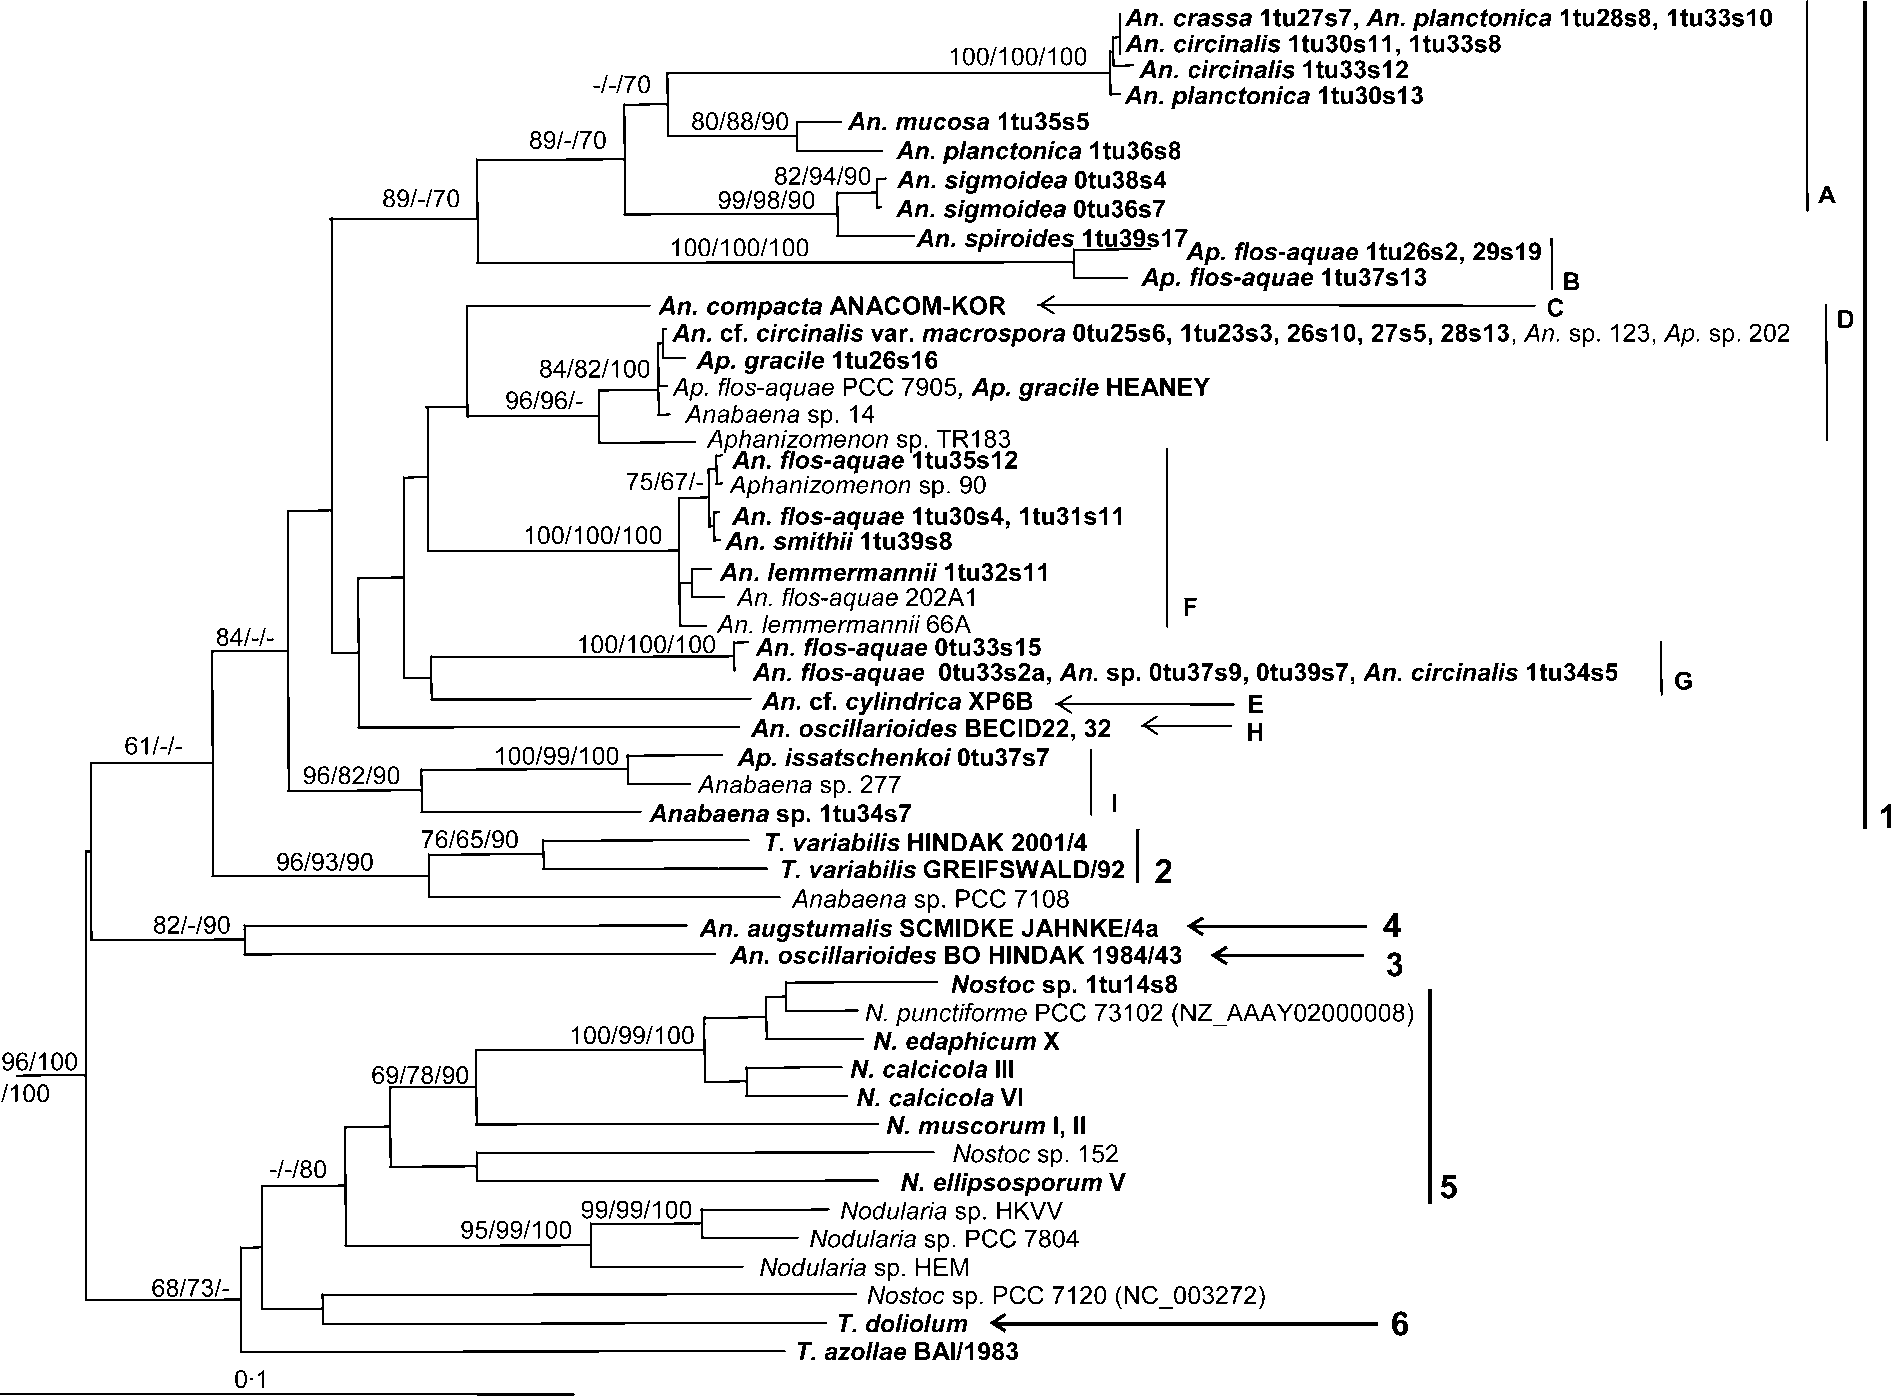 An. crassa 1tu27s7, An. planctonica 1tu28s8, 1tu33s10
An. circinalis 1tu30s11, 1tu33s8
100/100/100
An. circinalis 1tu33s12
-/-/70
An. planctonica 1tu30s13
80/88/90
An. mucosa 1tu35s5
89/-/70
An. planctonica 1tu36s8
82/94/90
An. sigmoidea 0tu38s4
A
89/-/70
99/98/90
An. sigmoidea 0tu36s7
An. spiroides 1tu39s17
100/100/100
Ap. flos-aquae 1tu26s2, 29s19
Ap. flos-aquae 1tu37s13
B
An. compacta ANACOM-KOR
C
D
An. cf. circinalis var. macrospora 0tu25s6, 1tu23s3, 26s10, 27s5, 28s13, An. sp. 123, Ap. sp. 202
Ap. gracile 1tu26s16
84/82/100
Ap. flos-aquae PCC 7905, Ap. gracile HEANEY
96/96/-
Anabaena sp. 14
Aphanizomenon sp. TR183
An. flos-aquae 1tu35s12
75/67/-
Aphanizomenon sp. 90
An. flos-aquae 1tu30s4, 1tu31s11
100/100/100
An. smithii 1tu39s8
An. lemmermannii 1tu32s11
An. flos-aquae 202A1
F
An. lemmermannii 66A
84/-/-
100/100/100
An. flos-aquae 0tu33s15
An. flos-aquae 0tu33s2a, An. sp. 0tu37s9, 0tu39s7, An. circinalis 1tu34s5
G
An. cf. cylindrica XP6B
E
An. oscillarioides BECID22, 32
H
61/-/-
100/99/100
Ap. issatschenkoi 0tu37s7
96/82/90
Anabaena sp. 277
I
Anabaena sp. 1tu34s7
1
76/65/90
T. variabilis HINDAK 2001/4
96/93/90
T. variabilis GREIFSWALD/92
2
Anabaena sp. PCC 7108
82/-/90
An. augstumalis SCMIDKE JAHNKE/4a
4
An. oscillarioides BO HINDAK 1984/43
3
Nostoc sp. 1tu14s8
N. punctiforme PCC 73102 (NZ_AAAY02000008)
100/99/100
N. edaphicum X
96/100
/100
69/78/90
N. calcicola III
N. calcicola VI
N. muscorum I, II
Nostoc sp. 152
-/-/80
N. ellipsosporum V
5
99/99/100
Nodularia sp. HKVV
95/99/100
Nodularia sp. PCC 7804
Nodularia sp. HEM
68/73/-
Nostoc sp. PCC 7120 (NC_003272)
T. doliolum
6
T. azollae BAI/1983
0·1